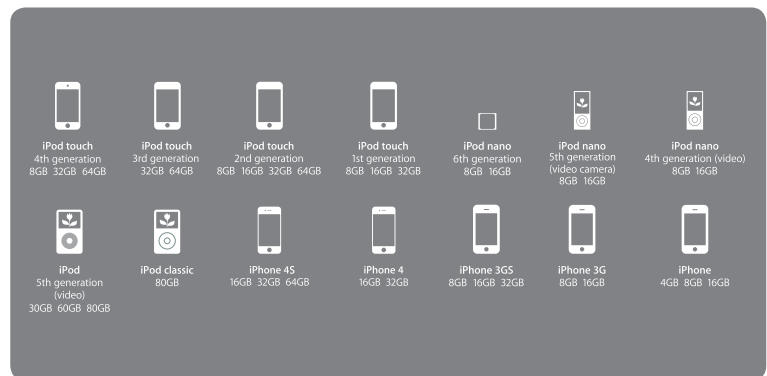 iPod touch
4th generation
8GB 32GB 64GB
iPod touch
3rd generation
32GB 64GB
iPod touch
2nd generation
8GB 16GB 32GB 64GB
iPod touch
1st generation
8GB 16GB 32GB
iPod nano
6th generation
8GB 16GB
iPod nano
5th generation
(video camera)
8GB 16GB
iPod nano
4th generation (video)
8GB 16GB
iPod
5th generation
(video)
30GB 60GB 80GB
iPod classic
80GB
iPhone 4S
16GB 32GB 64GB
iPhone 4
16GB 32GB
iPhone 3GS
8GB 16GB 32GB
iPhone 3G
8GB 16GB
iPhone
4GB 8GB 16GB